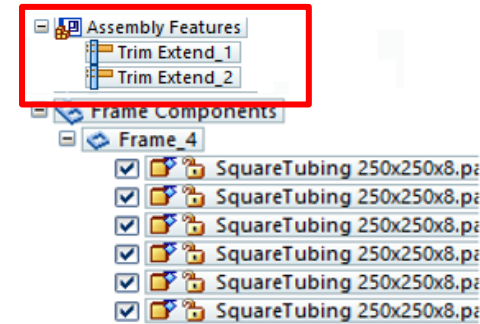 Assembly Features
Trim Extend_1
Trim Extend_2
Frame Components
Frame_4
SquareTubing 250x250x8.pa
SquareTubing 250x250x8.pa
SquareTubing 250x250x8.pa
SquareTubing 250x250x8.pa
SquareTubing 250x250x8.pa
SquareTubing 250x250x8.pa